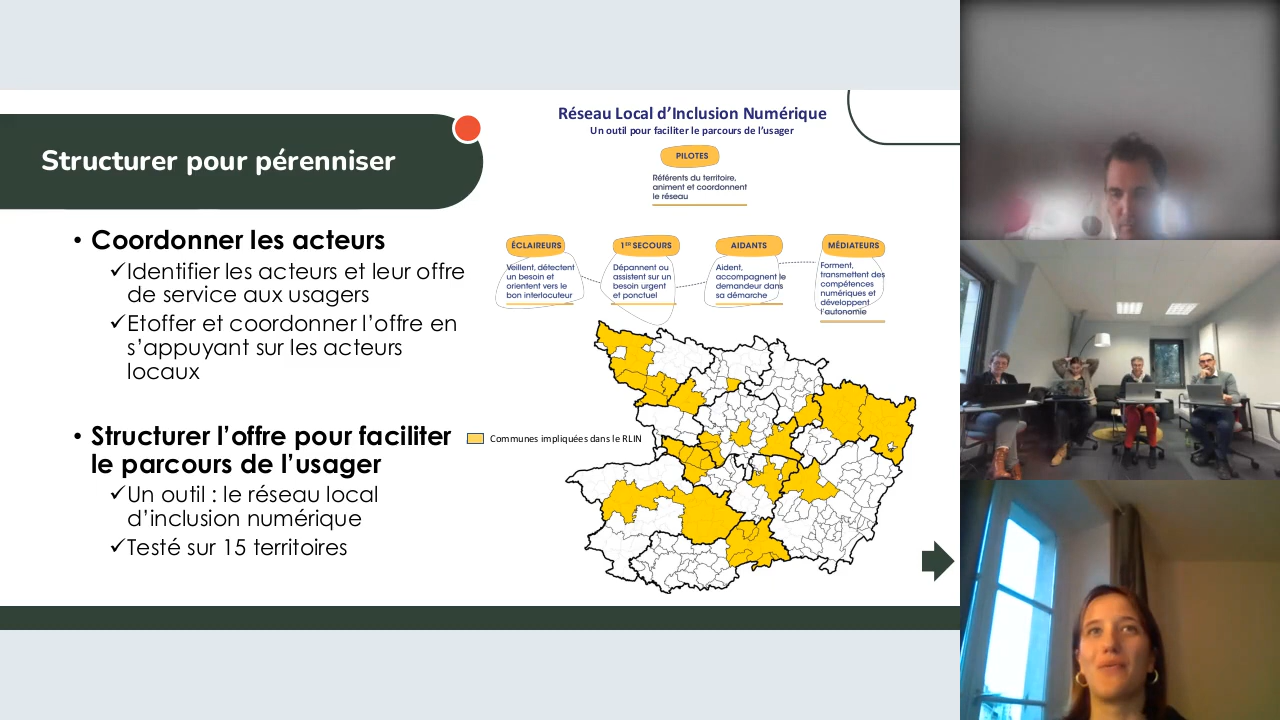 Structurer pour pérenniser
• Coordonner les acteurs
✓Identifier les acteurs et leur offre
de service aux usagers
✓Etoffer et coordonner l'offre en
s'appuyant sur les acteurs
locaux
• Structurer l'offre pour faciliter
le parcours de l'usager
✓Un outil : le réseau local
d'inclusion numérique
✓Testé sur 15 territoires
Réseau Local d'Inclusion Numérique
Un outil pour faciliter le parcours de l'usager
PILOTES
Référents du territoire,
animent et coordonnent
le réseau
ÉCLAIREURS
Veillent, détectent
un besoin et
orientent vers le
bon interlocuteur
1ERS SECOURS
Dépannent ou
assistent sur un
besoin urgent
et ponctuel
AIDANTS
Aident,
accompagnent le
demandeur dans
sa démarche
MÉDIATEURS
Forment,
transmettent des
compétences
numériques et
développent
l'autonomie
Communes impliquées dans le RLIN